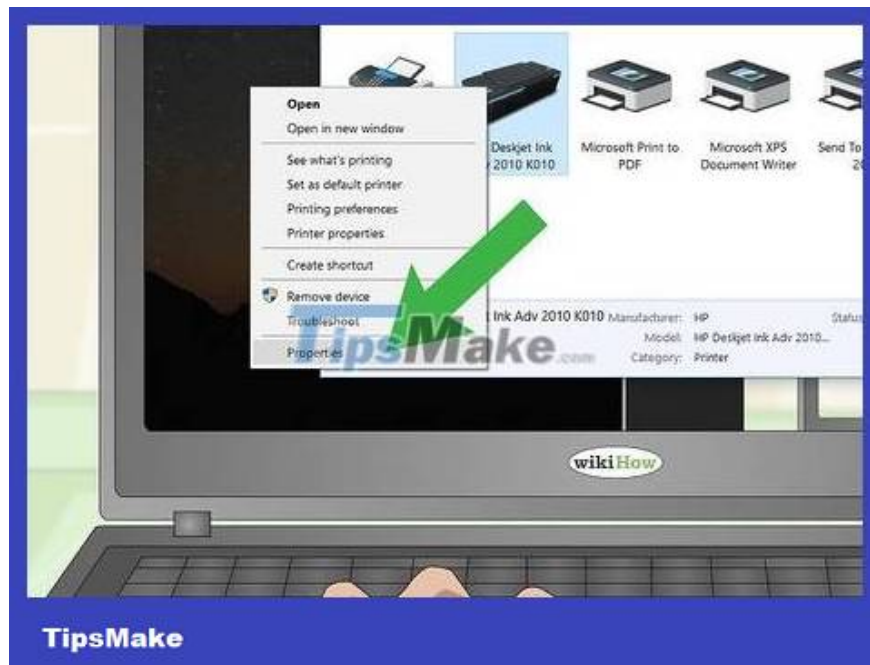 Open
Open in new window
See what's printing
Set as default printer
Printing preferences
Printer properties
Create shortcut
Remove device
Troubleshoot
Properties
Deskjet Ink
2010 K010
Microsoft Print to
PDF
Microsoft XPS
Document Writer
Send To
Ink Adv 2010 K010
Manufacturer: HP
Status
Model: HP Deskjet Ink Adv 2010...
Category: Printer
TipsMake.com
wikiHow
TipsMake